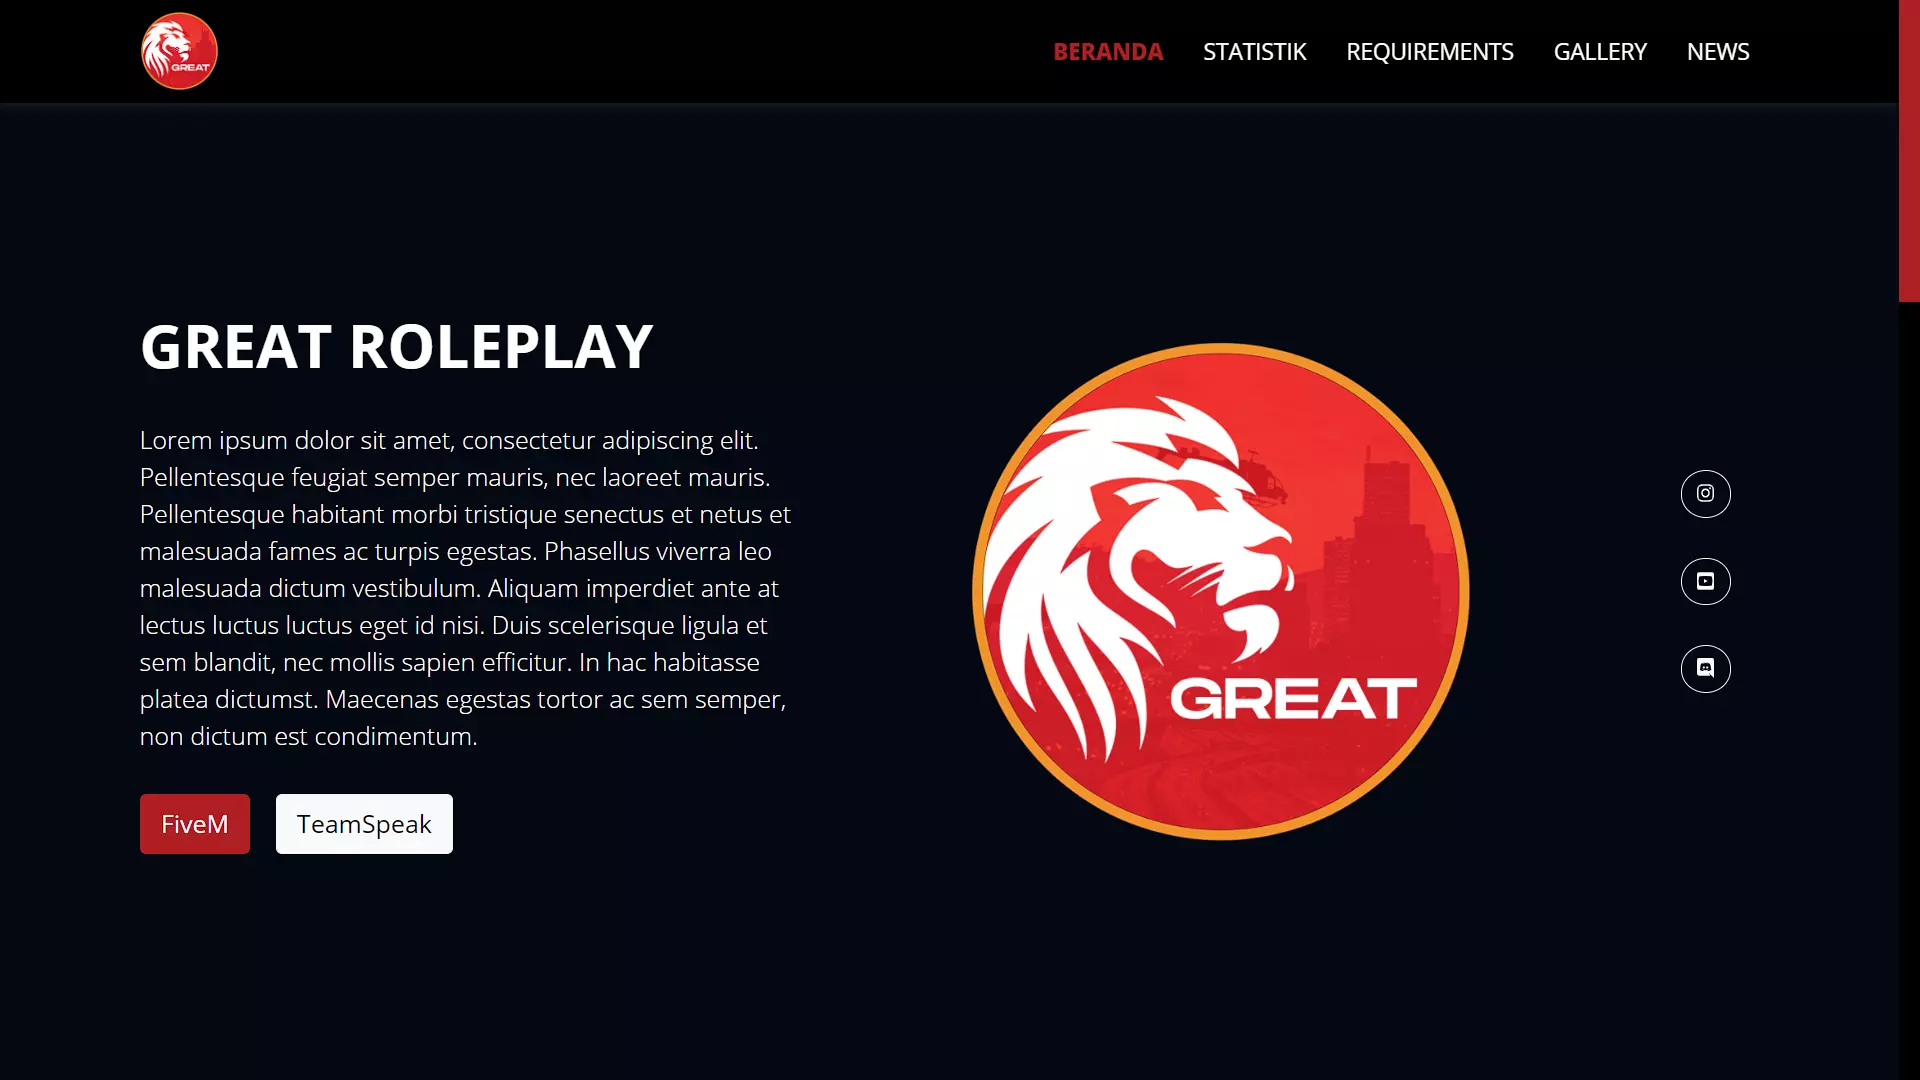 GREAT
BERANDA
STATISTIK
REQUIREMENTS
GALLERY
NEWS
GREAT ROLEPLAY
Lorem ipsum dolor sit amet, consectetur adipiscing elit.
Pellentesque feugiat semper mauris, nec laoreet mauris.
Pellentesque habitant morbi tristique senectus et netus et
malesuada fames ac turpis egestas. Phasellus viverra leo
malesuada dictum vestibulum. Aliquam imperdiet ante at
lectus luctus luctus eget id nisi. Duis scelerisque ligula et
sem blandit, nec mollis sapien efficitur. In hac habitasse
platea dictumst. Maecenas egestas tortor ac sem semper,
non dictum est condimentum.
FiveM
TeamSpeak
GREAT